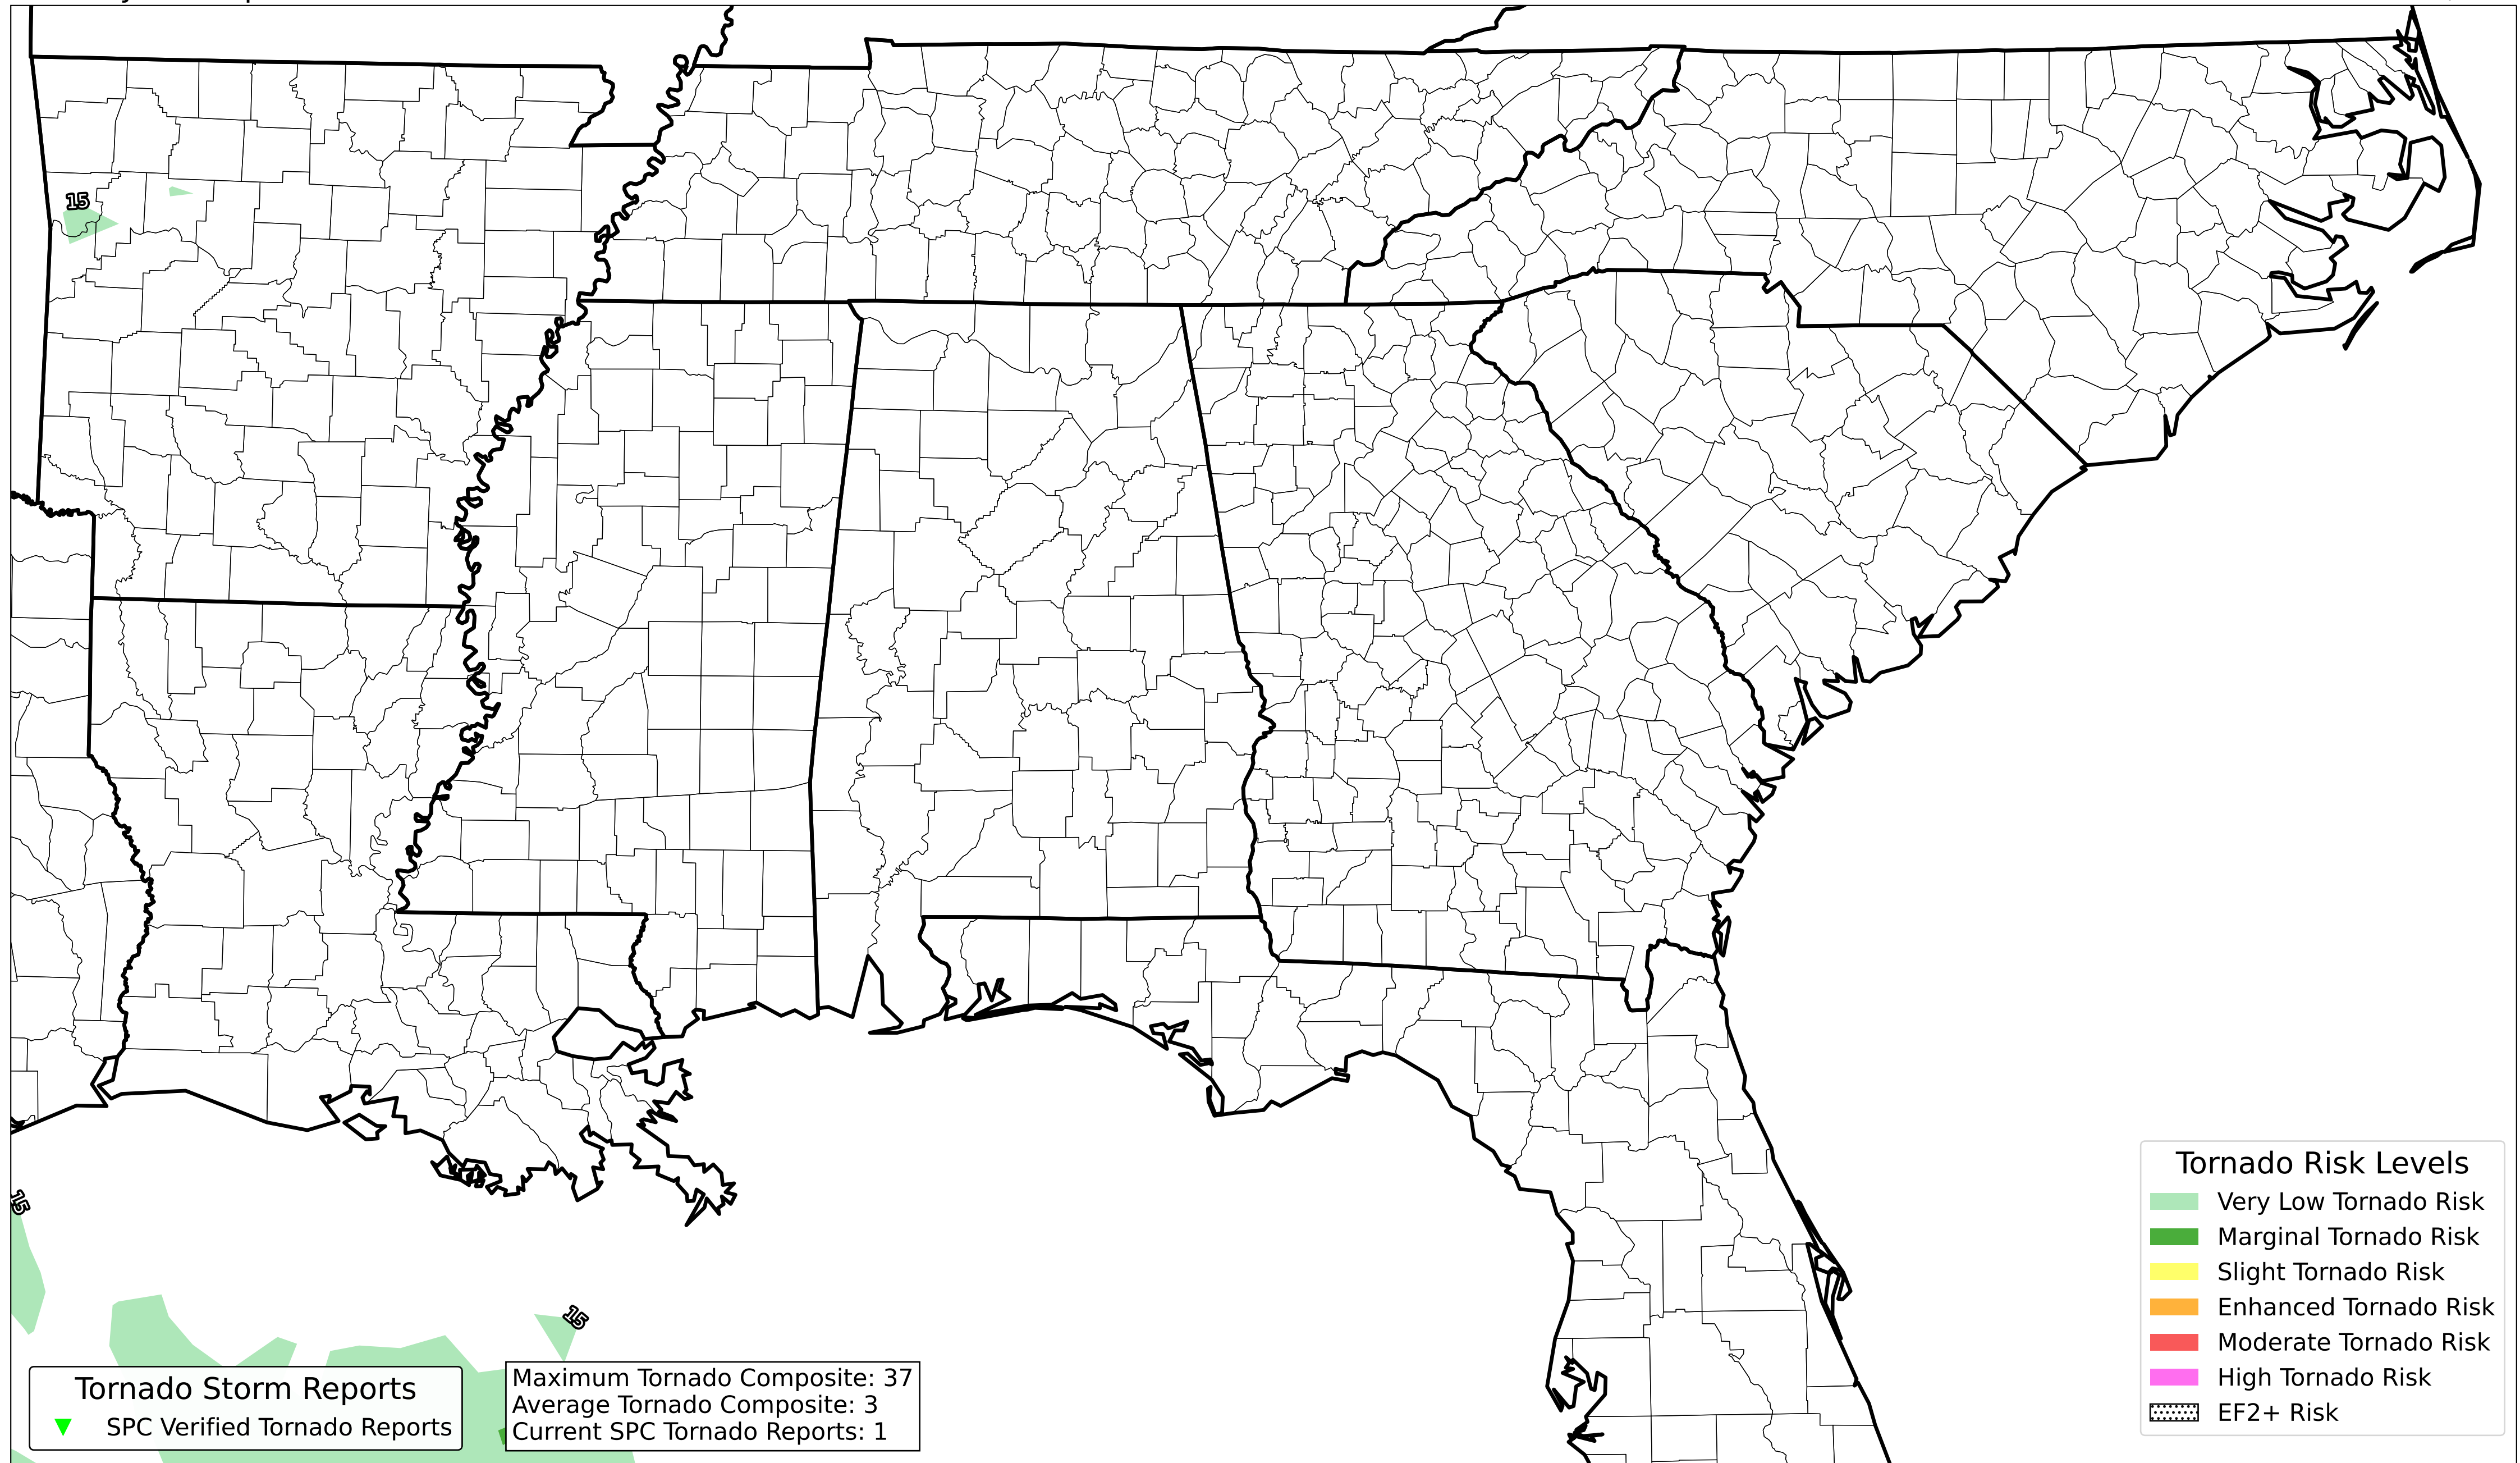 15
15
15
Tornado Storm Reports
SPC Verified Tornado Reports
Maximum Tornado Composite: 37
Average Tornado Composite: 3
Current SPC Tornado Reports: 1
Tornado Risk Levels
Very Low Tornado Risk
Marginal Tornado Risk
Slight Tornado Risk
Enhanced Tornado Risk
Moderate Tornado Risk
High Tornado Risk
EF2+ Risk